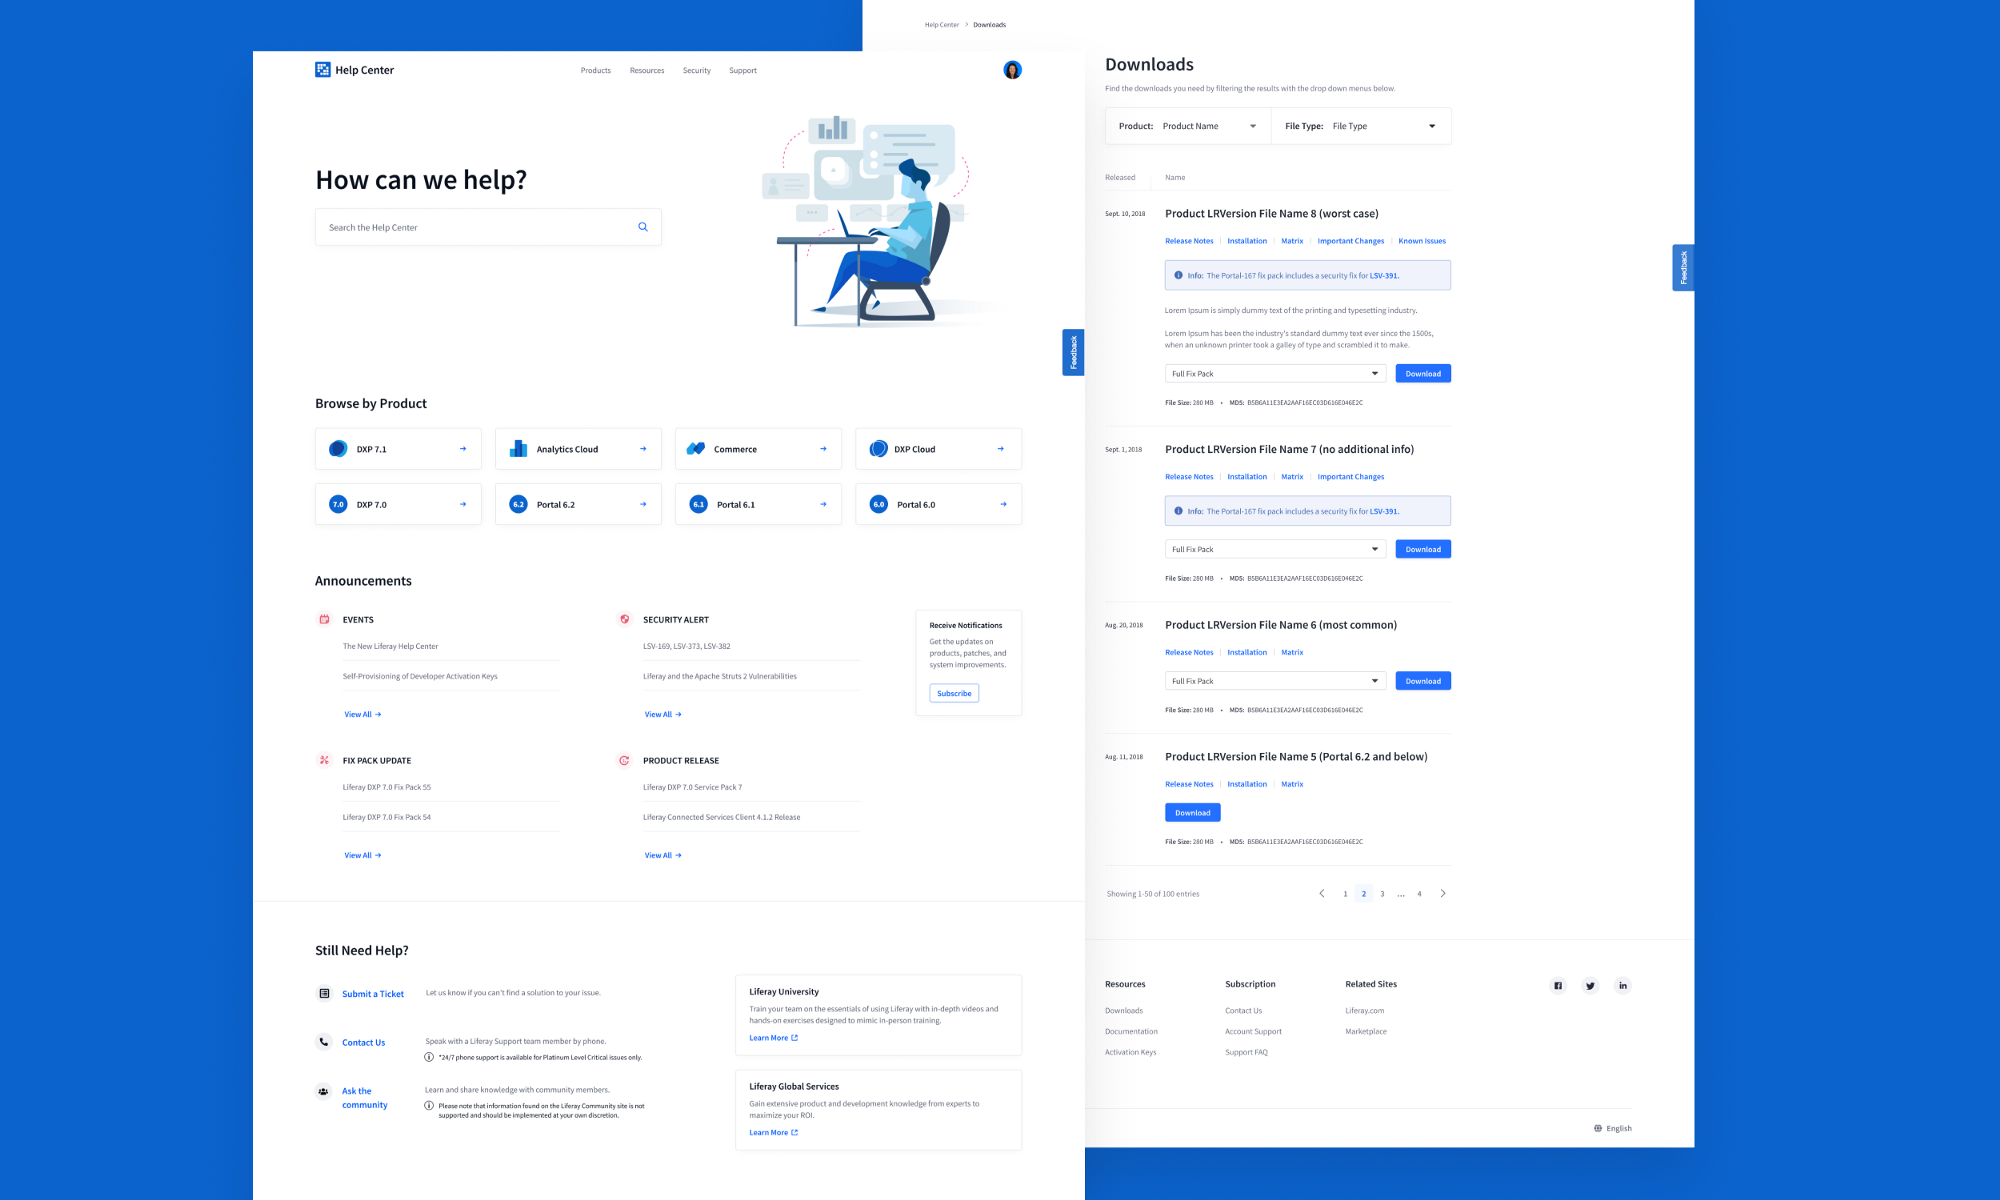 Help Center
Products
Resources
Security
Support
How can we help?
Search the Help Center
Feedback
Browse by Product
DXP 7.1
Analytics Cloud
Commerce
DXP Cloud
7.0 DXP 7.0
6.2 Portal 6.2
6.1 Portal 6.1
6.0 Portal 6.0
Announcements
EVENTS
The New Liferay Help Center
Self-Provisioning of Developer Activation Keys
View All
SECURITY ALERT
LSV-169, LSV-373, LSV-382
Liferay and the Apache Struts 2 Vulnerabilities
View All
Receive Notifications
Get the updates on
products, patches, and
system improvements.
Subscribe
FIX PACK UPDATE
Liferay DXP 7.0 Fix Pack 55
Liferay DXP 7.0 Fix Pack 54
View All
PRODUCT RELEASE
Liferay DXP 7.0 Service Pack 7
Liferay Connected Services Client 4.1.2 Release
View All
Still Need Help?
Submit a Ticket
Let us know if you can't find a solution to your issue.
Contact Us
Speak with a Liferay Support team member by phone.
*24/7 phone support is available for Platinum Level Critical issues only.
Ask the
community
Learn and share knowledge with community members.
Please note that information found on the Liferay Community site is not
supported and should be implemented at your own discretion.
Liferay University
Train your team on the essentials of using Liferay with in-depth videos and
hands-on exercises designed to mimic in-person training.
Learn More
Liferay Global Services
Gain extensive product and development knowledge from experts to
maximize your ROI.
Learn More
Help Center > Downloads
Downloads
Find the downloads you need by filtering the results with the drop down menus below.
Product: Product Name
File Type: File Type
Released
Name
Sept. 10, 2018
Product LRVersion File Name 8 (worst case)
Release Notes | Installation | Matrix | Important Changes | Known Issues
Info: The Portal-167 fix pack includes a security fix for LSV-391.
Lorem Ipsum is simply dummy text of the printing and typesetting industry.
Lorem Ipsum has been the industry's standard dummy text ever since the 1500s,
when an unknown printer took a galley of type and scrambled it to make.
Full Fix Pack
Download
File Size: 280 MB • MD5: B5B6A11E3EA2AAF16EC03D616E046E2C
Sept. 1, 2018
Product LRVersion File Name 7 (no additional info)
Release Notes | Installation | Matrix | Important Changes
Info: The Portal-167 fix pack includes a security fix for LSV-391.
Full Fix Pack
Download
File Size: 280 MB • MD5: B5B6A11E3EA2AAF16EC03D616E046E2C
Aug. 20, 2018
Product LRVersion File Name 6 (most common)
Release Notes | Installation | Matrix
Full Fix Pack
Download
File Size: 280 MB • MD5: B5B6A11E3EA2AAF16EC03D616E046E2C
Aug. 11, 2018
Product LRVersion File Name 5 (Portal 6.2 and below)
Release Notes | Installation | Matrix
Download
File Size: 280 MB • MD5: B5B6A11E3EA2AAF16EC03D616E046E2C
Showing 1-50 of 100 entries
1 2 3 ... 4
Feedback
Resources
Downloads
Documentation
Activation Keys
Subscription
Contact Us
Account Support
Support FAQ
Related Sites
Liferay.com
Marketplace
English